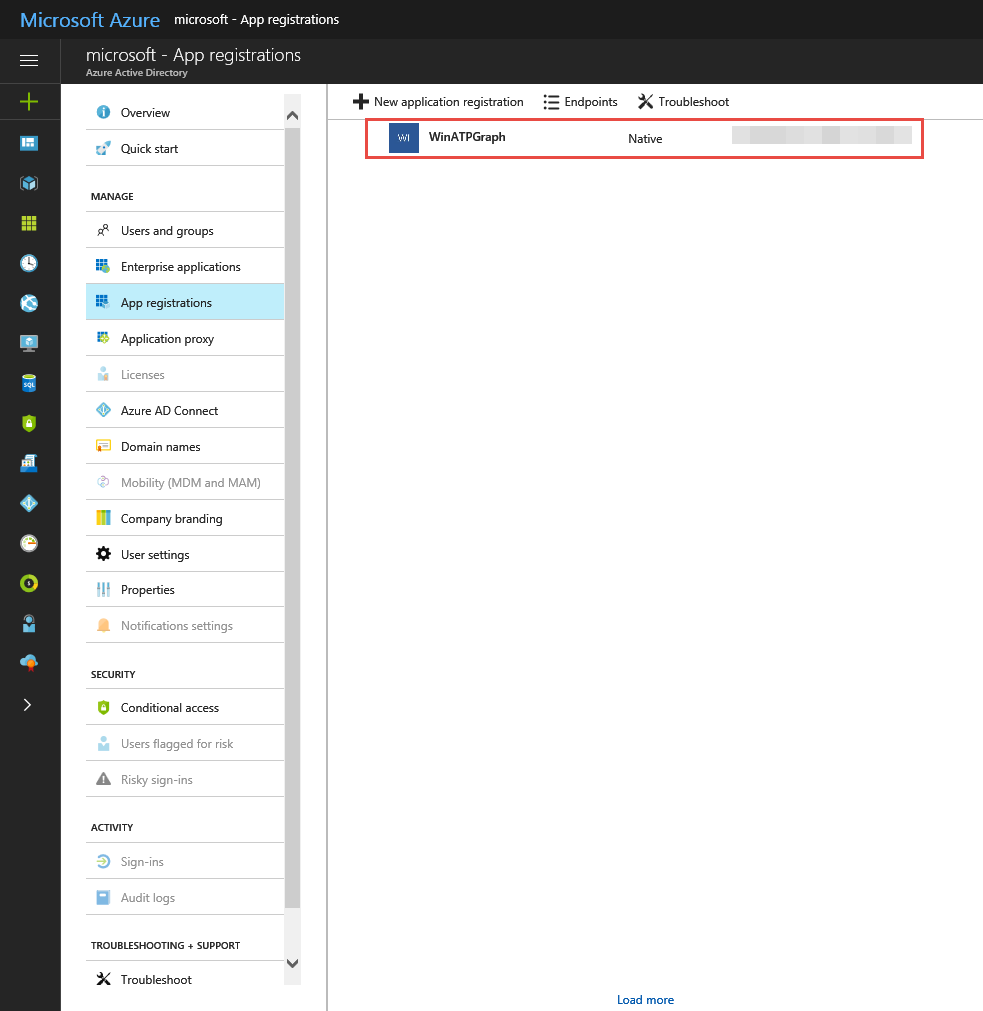 Microsoft Azure microsoft - App registrations
microsoft - App registrations
Azure Active Directory
Overview
Quick start
MANAGE
Users and groups
Enterprise applications
App registrations
Application proxy
Licenses
Azure AD Connect
Domain names
Mobility (MDM and MAM)
Company branding
User settings
Properties
Notifications settings
SECURITY
Conditional access
Users flagged for risk
Risky sign-ins
ACTIVITY
Sign-ins
Audit logs
TROUBLESHOOTING + SUPPORT
Troubleshoot
New application registration Endpoints Troubleshoot
WI WinATPGraph Native
Load more
SQL